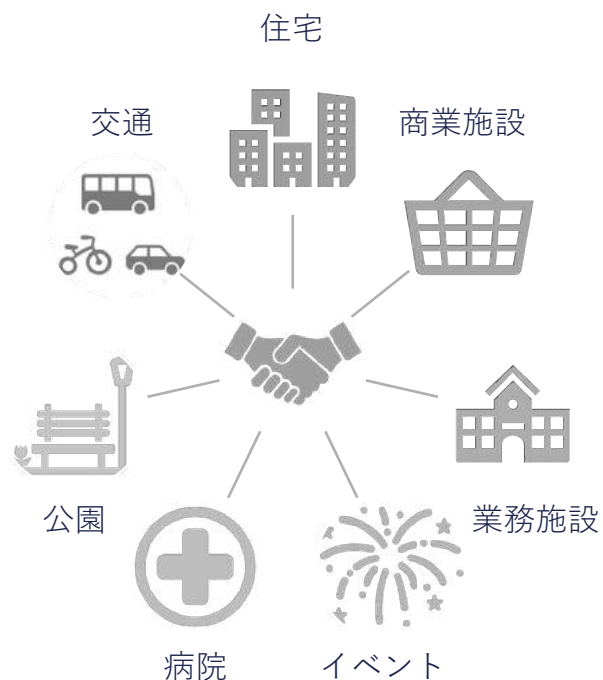 住宅
交通
商業施設
公園
業務施設
病院
イベント